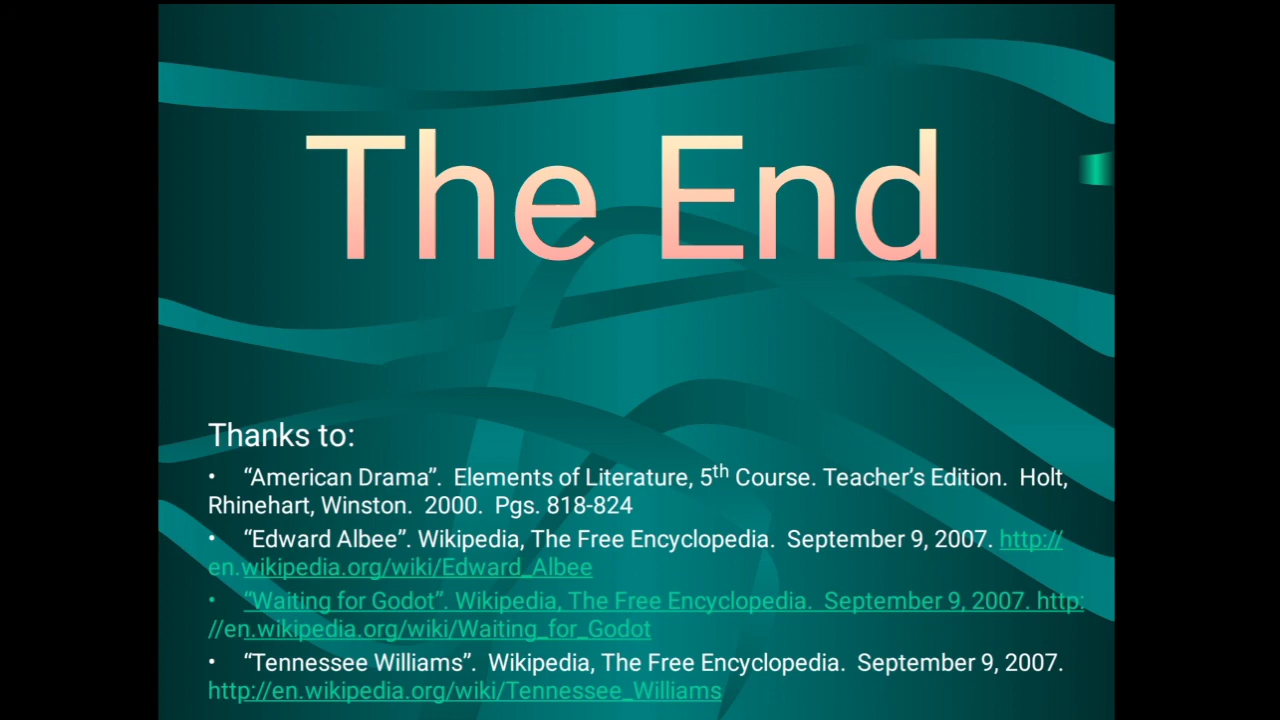 The End
Thanks to:
• “American Drama”. Elements of Literature, 5th Course. Teacher’s Edition. Holt,
Rhinehart, Winston. 2000. Pgs. 818-824
• “Edward Albee”. Wikipedia, The Free Encyclopedia. September 9, 2007. http://
en.wikipedia.org/wiki/Edward_Albee
• “Waiting for Godot”. Wikipedia, The Free Encyclopedia. September 9, 2007. http:
//en.wikipedia.org/wiki/Waiting_for_Godot
• “Tennessee Williams”. Wikipedia, The Free Encyclopedia. September 9, 2007.
http://en.wikipedia.org/wiki/Tennessee_Williams